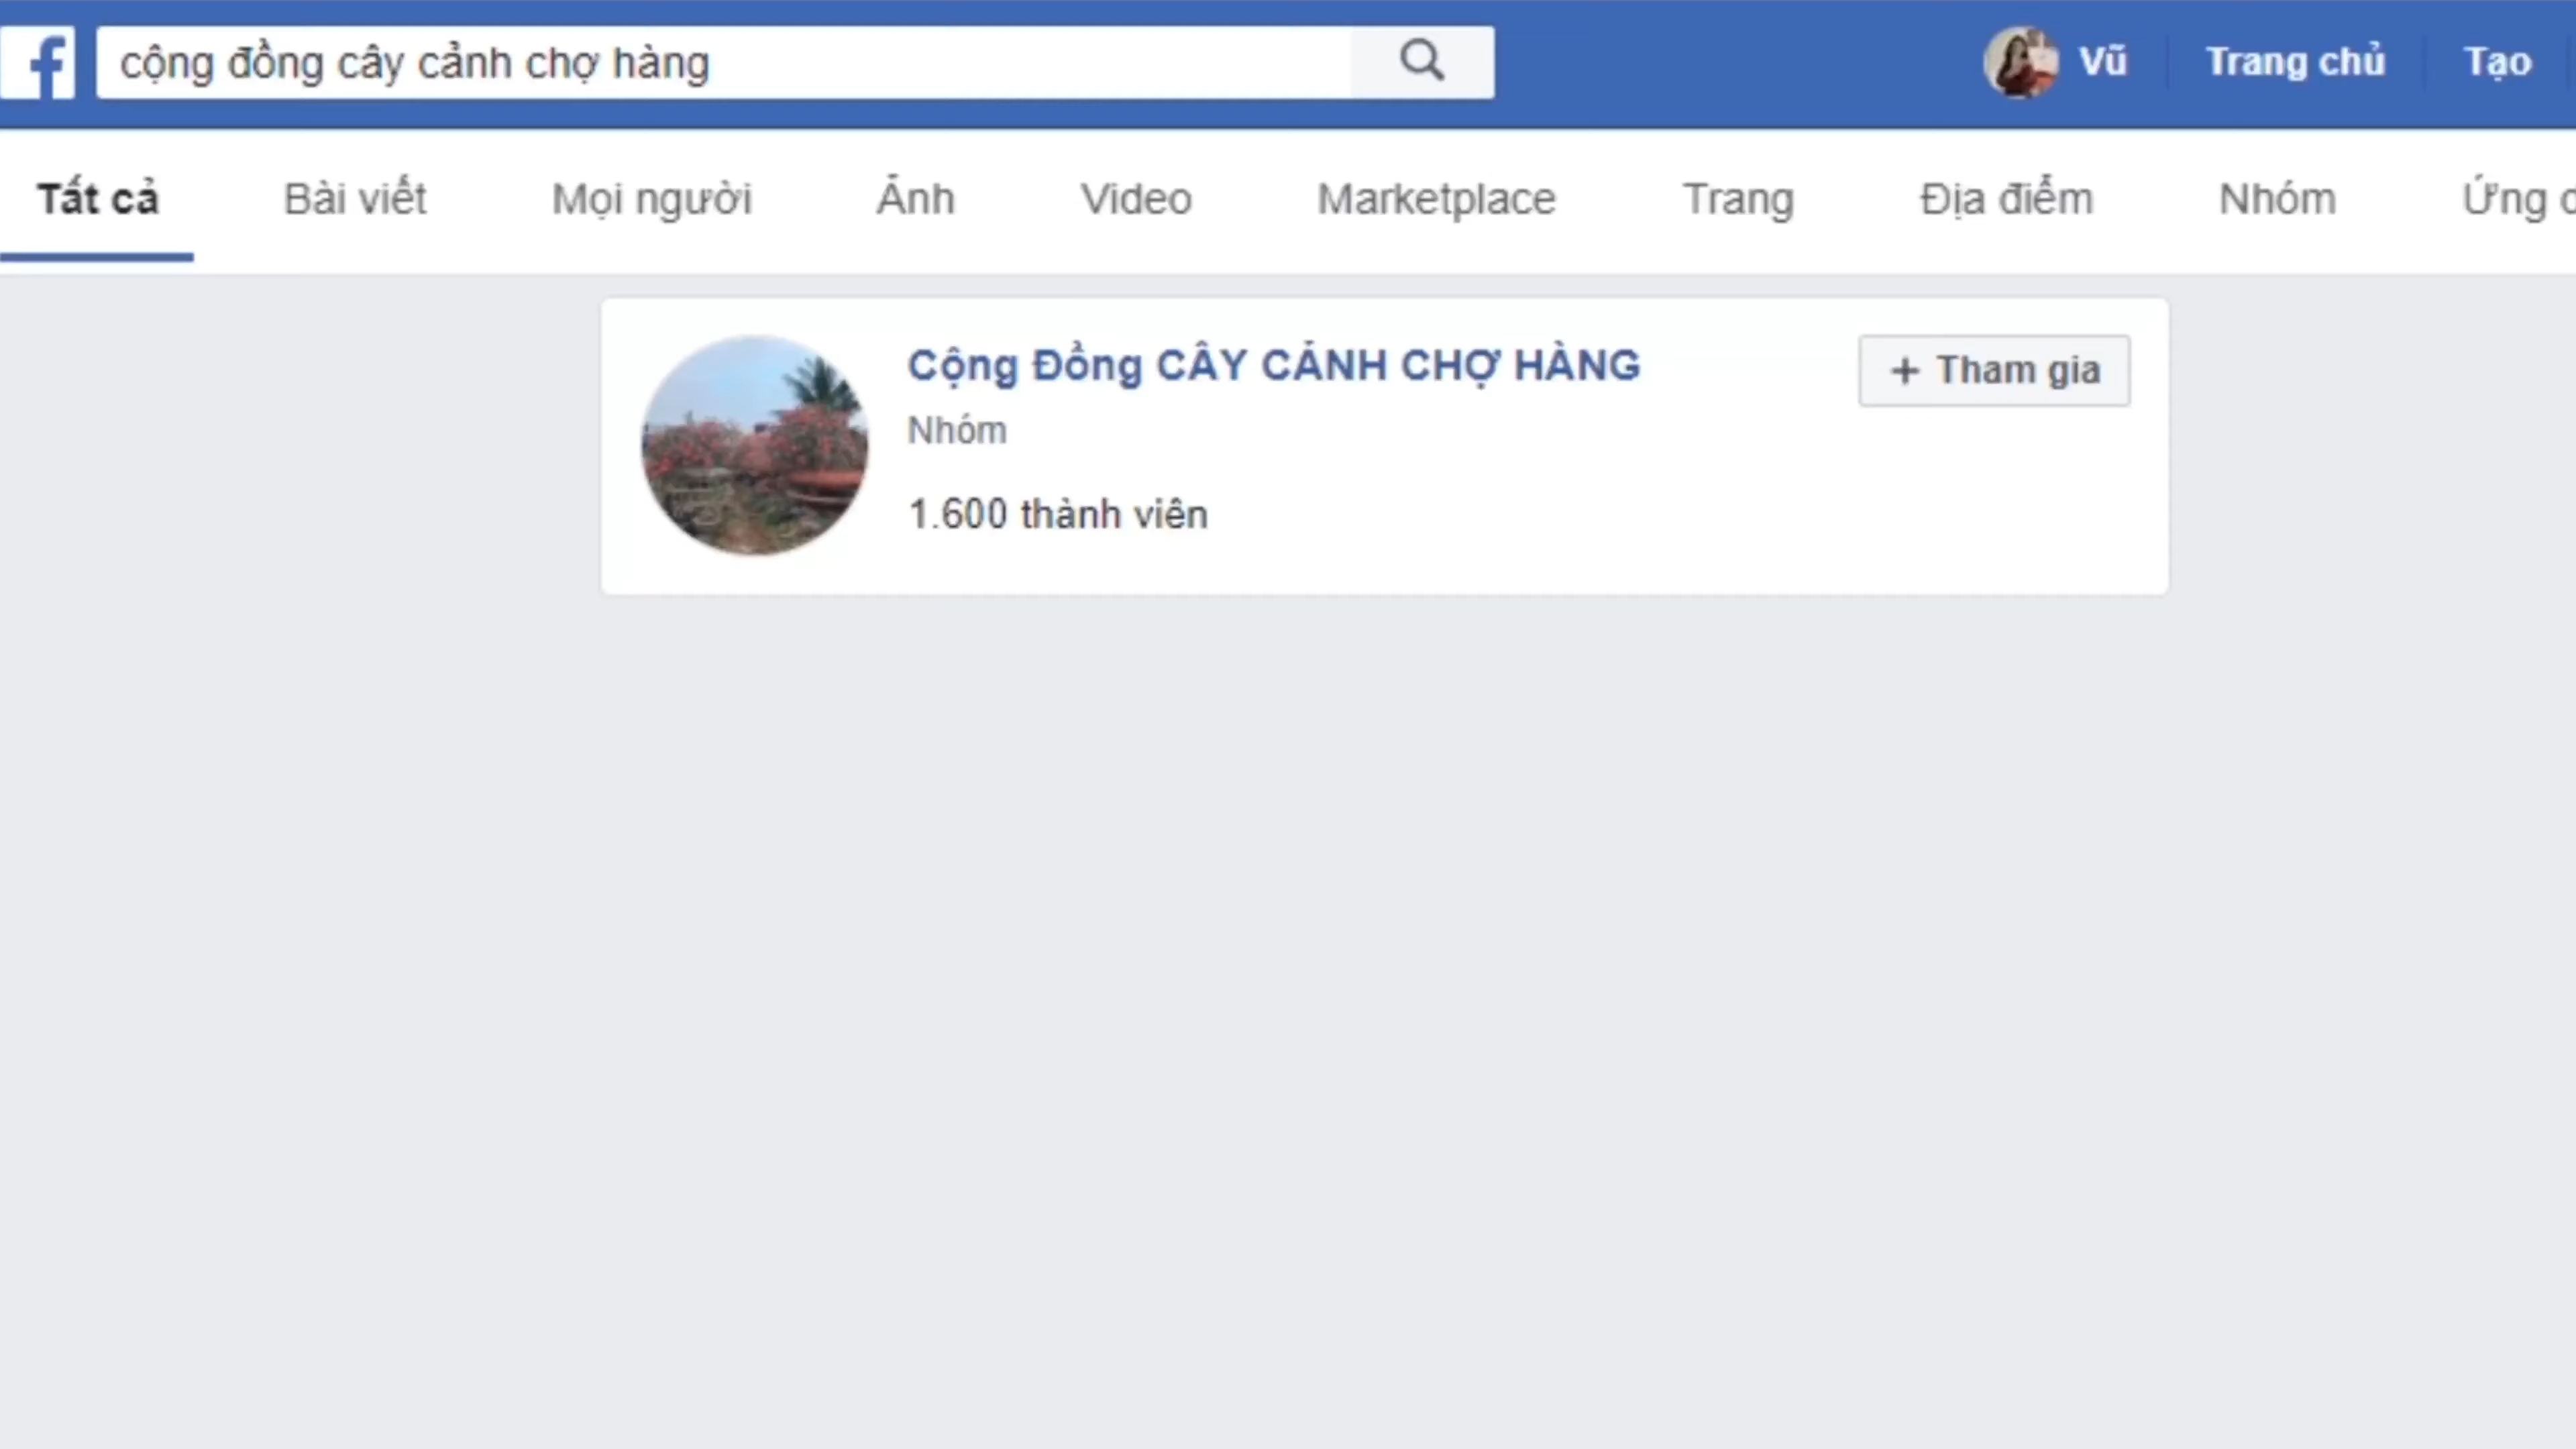 cộng đồng cây cảnh chợ hàng
Vũ
Trang chủ
Tạo
Tất cả
Bài viết
Mọi người
Ảnh
Video
Marketplace
Trang
Địa điểm
Nhóm
Ứng
Cộng Đồng CÂY CẢNH CHỢ HÀNG
+ Tham gia
Nhóm
1.600 thành viên